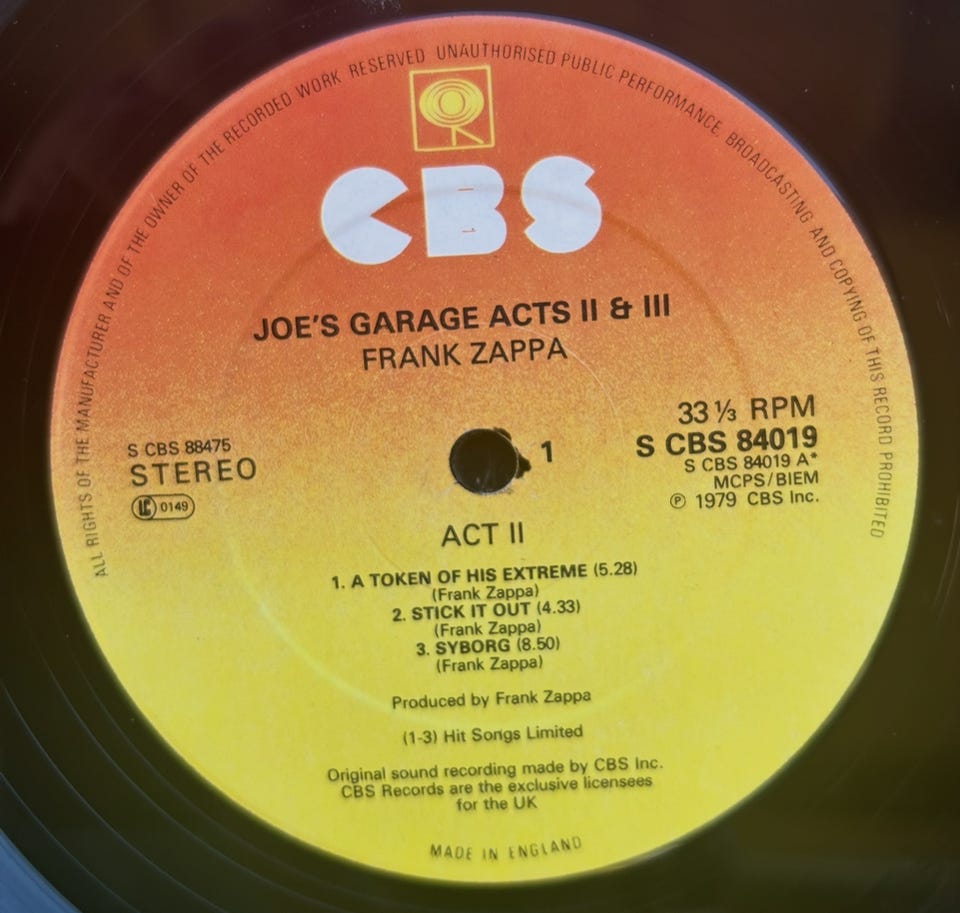 ALL RIGHTS OF THE MANUFACTURER AND OF THE OWNER OF THE RECORDED WORK RESERVED UNAUTHORISED PUBLIC PERFORMANCE, BROADCASTING AND COPYING OF THIS RECORD PROHIBITED
CBS
JOE'S GARAGE ACTS II & III
FRANK ZAPPA
S CBS 88475
STEREO
LC 0149
1
33⅓ RPM
S CBS 84019
S CBS 84019 A*
MCPS/BIEM
℗ 1979 CBS Inc.
ACT II
1. A TOKEN OF HIS EXTREME (5.28)
(Frank Zappa)
2. STICK IT OUT (4.33)
(Frank Zappa)
3. SYBORG (8.50)
(Frank Zappa)
Produced by Frank Zappa
(1-3) Hit Songs Limited
Original sound recording made by CBS Inc.
CBS Records are the exclusive licensees
for the UK
MADE IN ENGLAND